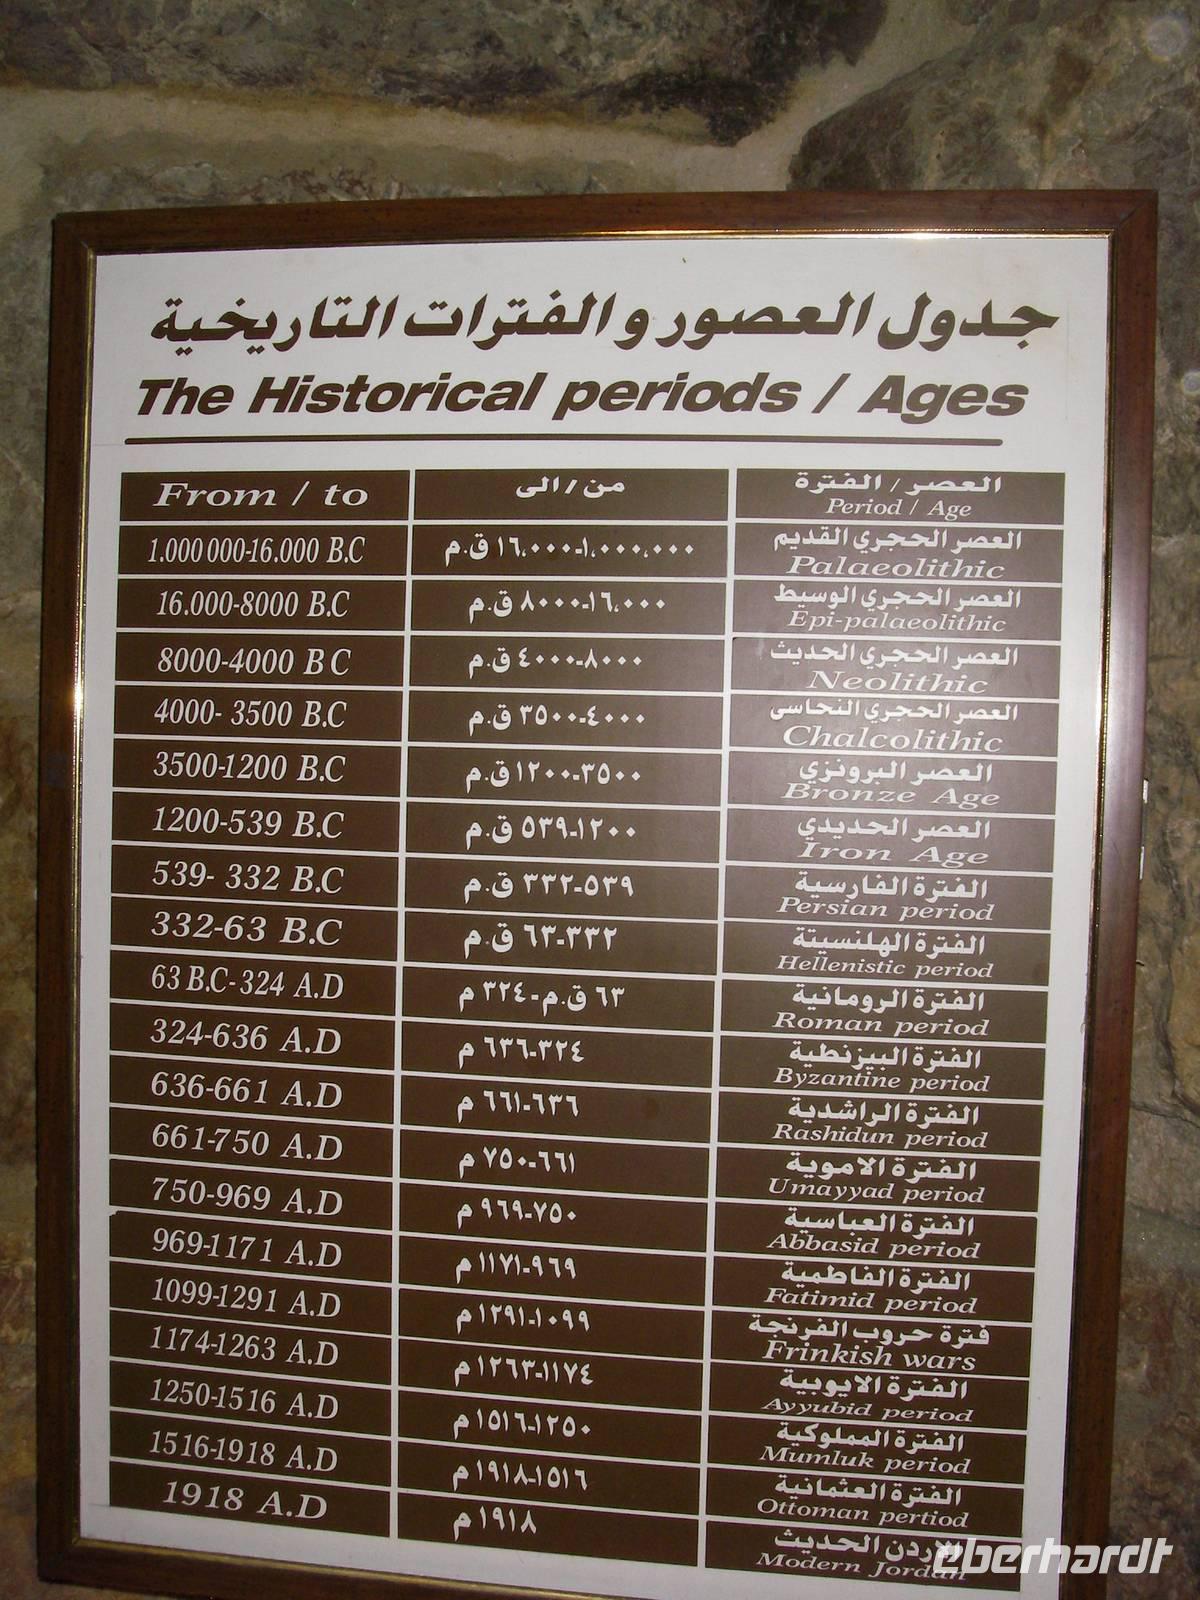 جدول العصور والفترات التاريخية
The Historical periods / Ages
From / to من / الى العصر / الفترة
Period / Age
1.000 000-16.000 B.C ١,٠٠٠,٠٠٠-١٦,٠٠٠ ق.م العصر الحجري القديم
Palaeolithic
16.000-8000 B.C ١٦,٠٠٠-٨٠٠٠ ق.م العصر الحجري الوسيط
Epi-palaeolithic
8000-4000 B C ٨٠٠٠-٤٠٠٠ ق.م العصر الحجري الحديث
Neolithic
4000- 3500 B.C ٤٠٠٠-٣٥٠٠ ق.م العصر الحجري النحاسى
Chalcolithic
3500-1200 B.C ٣٥٠٠-١٢٠٠ ق.م العصر البرونزي
Bronze Age
1200-539 B.C ١٢٠٠-٥٣٩ ق.م العصر الحديدي
Iron Age
539- 332 B.C ٥٣٩-٣٣٢ ق.م الفترة الفارسية
Persian period
332-63 B.C ٣٣٢-٦٣ ق.م الفترة الهلنسيتة
Hellenistic period
63 B.C-324 A.D ٦٣ ق.م-٣٢٤ م الفترة الرومانية
Roman period
324-636 A.D ٣٢٤-٦٣٦ م الفترة البيزنطية
Byzantine period
636-661 A.D ٦٣٦-٦٦١ م الفترة الراشدية
Rashidun period
661-750 A.D ٦٦١-٧٥٠ م الفترة الاموية
Umayyad period
750-969 A.D ٧٥٠-٩٦٩ م الفترة العباسية
Abbasid period
969-1171 A.D ٩٦٩-١١٧١ م الفترة الفاطمية
Fatimid period
1099-1291 A.D ١٠٩٩-١٢٩١ م فترة حروب الفرنجة
Frinkish wars
1174-1263 A.D ١١٧٤-١٢٦٣ م الفترة الايوبية
Ayyubid period
1250-1516 A.D ١٢٥٠-١٥١٦ م الفترة المملوكية
Mumluk period
1516-1918 A.D ١٥١٦-١٩١٨ م الفترة العثمانية
Ottoman pertiod
1918 A.D ١٩١٨ م الاردن الحديث
Modern Jordan
eberhardt